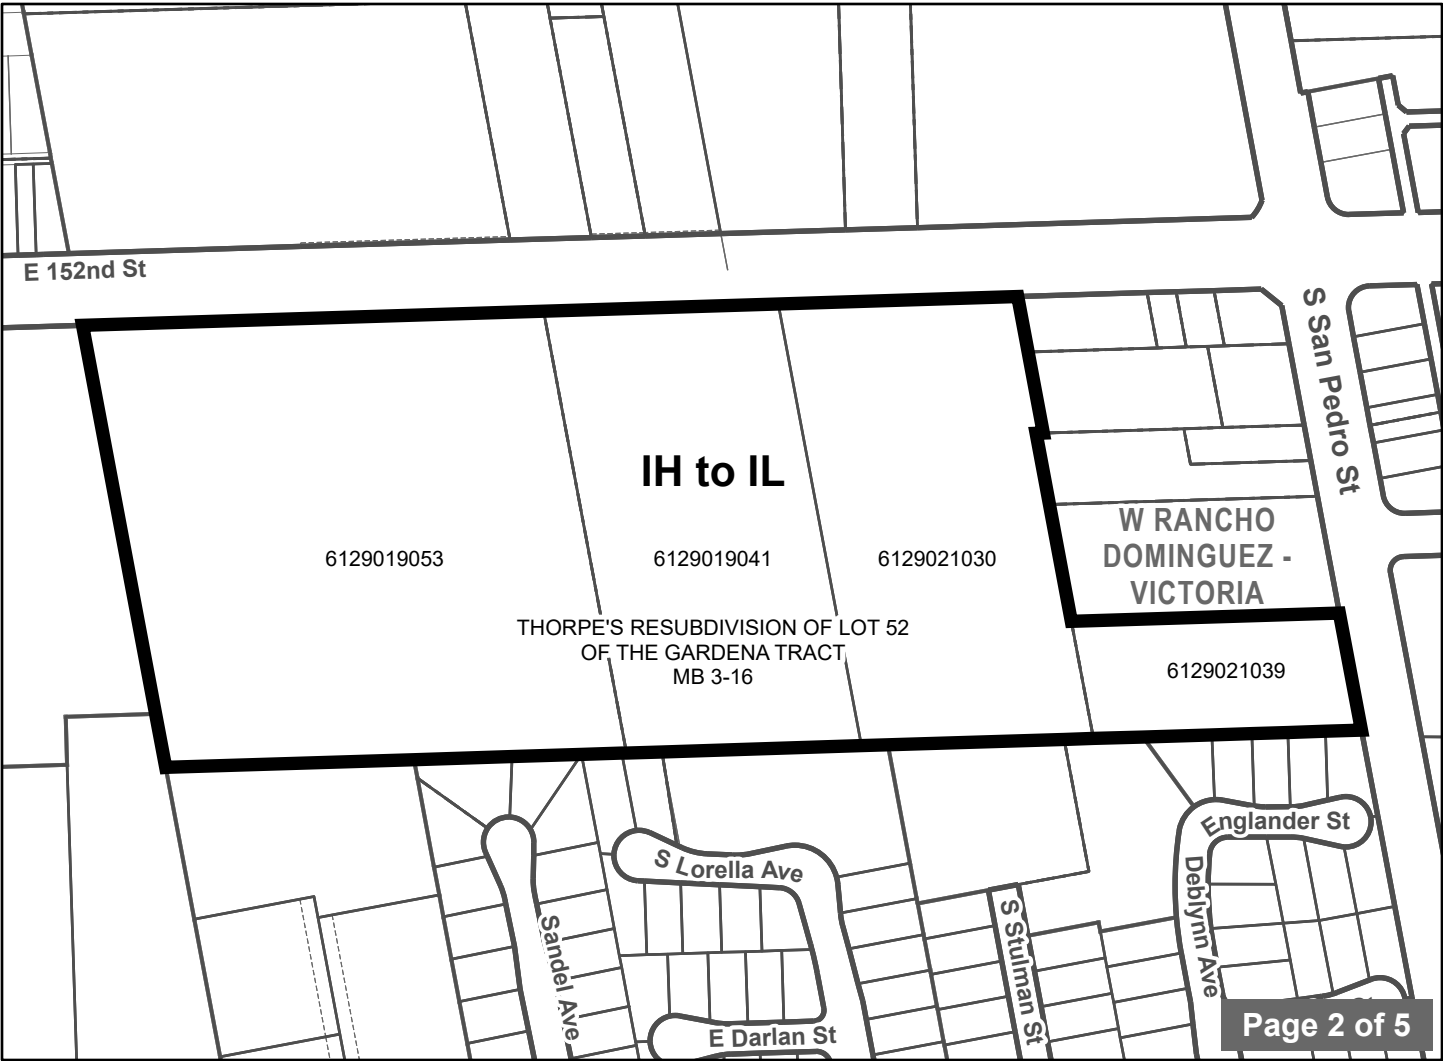 E 152nd St
S San Pedro St
IH to IL
W RANCHO
DOMINGUEZ -
VICTORIA
6129019053
6129019041
6129021030
THORPE'S RESUBDIVISION OF LOT 52
OF THE GARDENA TRACT
MB 3-16
6129021039
Englander St
S Lorella Ave
Deblynn Ave
Sandel Ave
S Stulman St
E Darlan St
Page 2 of 5